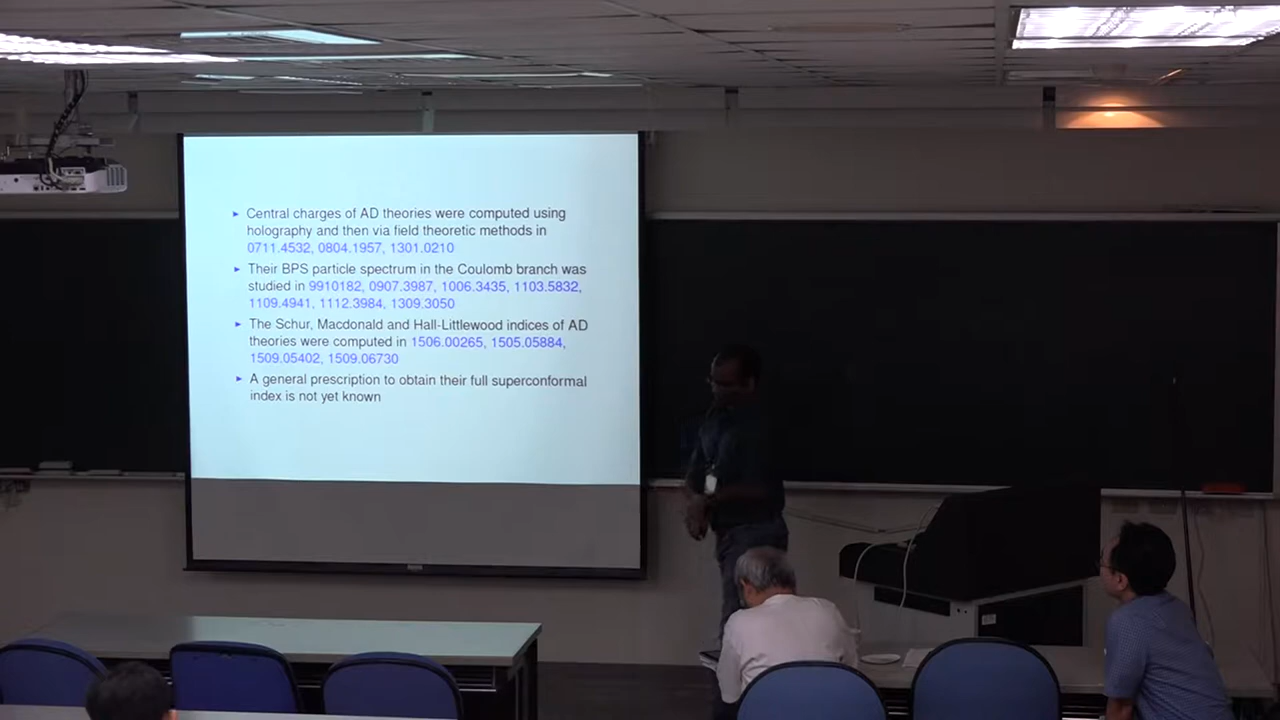 ► Central charges of AD theories were computed using
holography and then via field theoretic methods in
0711.4532, 0804.1957, 1301.0210
► Their BPS particle spectrum in the Coulomb branch was
studied in 9910182, 0907.3987, 1006.3435, 1103.5832,
1109.4941, 1112.3984, 1309.3050
► The Schur, Macdonald and Hall-Littlewood indices of AD
theories were computed in 1506.00265, 1505.05884,
1509.05402, 1509.06730
► A general prescription to obtain their full superconformal
index is not yet known